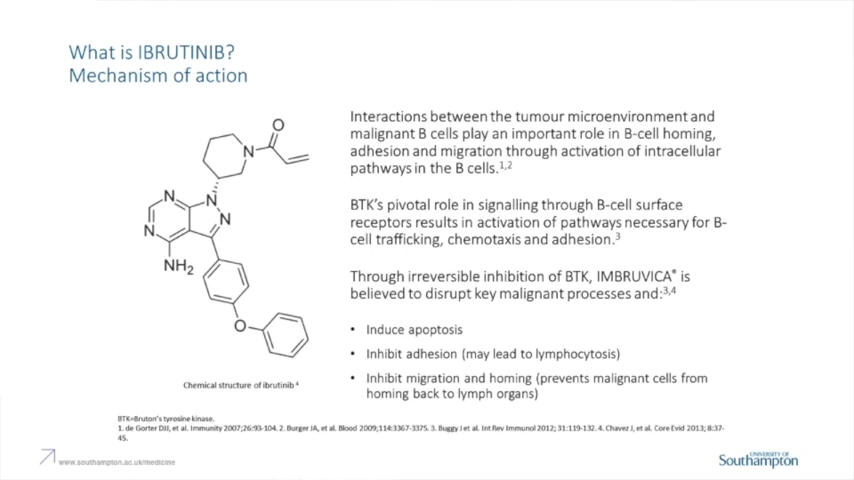 What is IBRUTINIB?
Mechanism of action
O
N
N
N
N
N
NH2
O
Chemical structure of ibrutinib 4
Interactions between the tumour microenvironment and
malignant B cells play an important role in B-cell homing,
adhesion and migration through activation of intracellular
pathways in the B cells.1,2
BTK's pivotal role in signalling through B-cell surface
receptors results in activation of pathways necessary for B-
cell trafficking, chemotaxis and adhesion.3
Through irreversible inhibition of BTK, IMBRUVICA® is
believed to disrupt key malignant processes and:3,4
• Induce apoptosis
• Inhibit adhesion (may lead to lymphocytosis)
• Inhibit migration and homing (prevents malignant cells from
homing back to lymph organs)
BTK=Bruton's tyrosine kinase.
1. de Gorter DJJ, et al. Immunity 2007;26:93-104. 2. Burger JA, et al. Blood 2009;114:3367-3375. 3. Buggy J et al. Int Rev Immunol 2012; 31:119-132. 4. Chavez J, et al. Core Evid 2013; 8:37-
45.
www.southampton.ac.uk/medicine
UNIVERSITY OF
Southampton